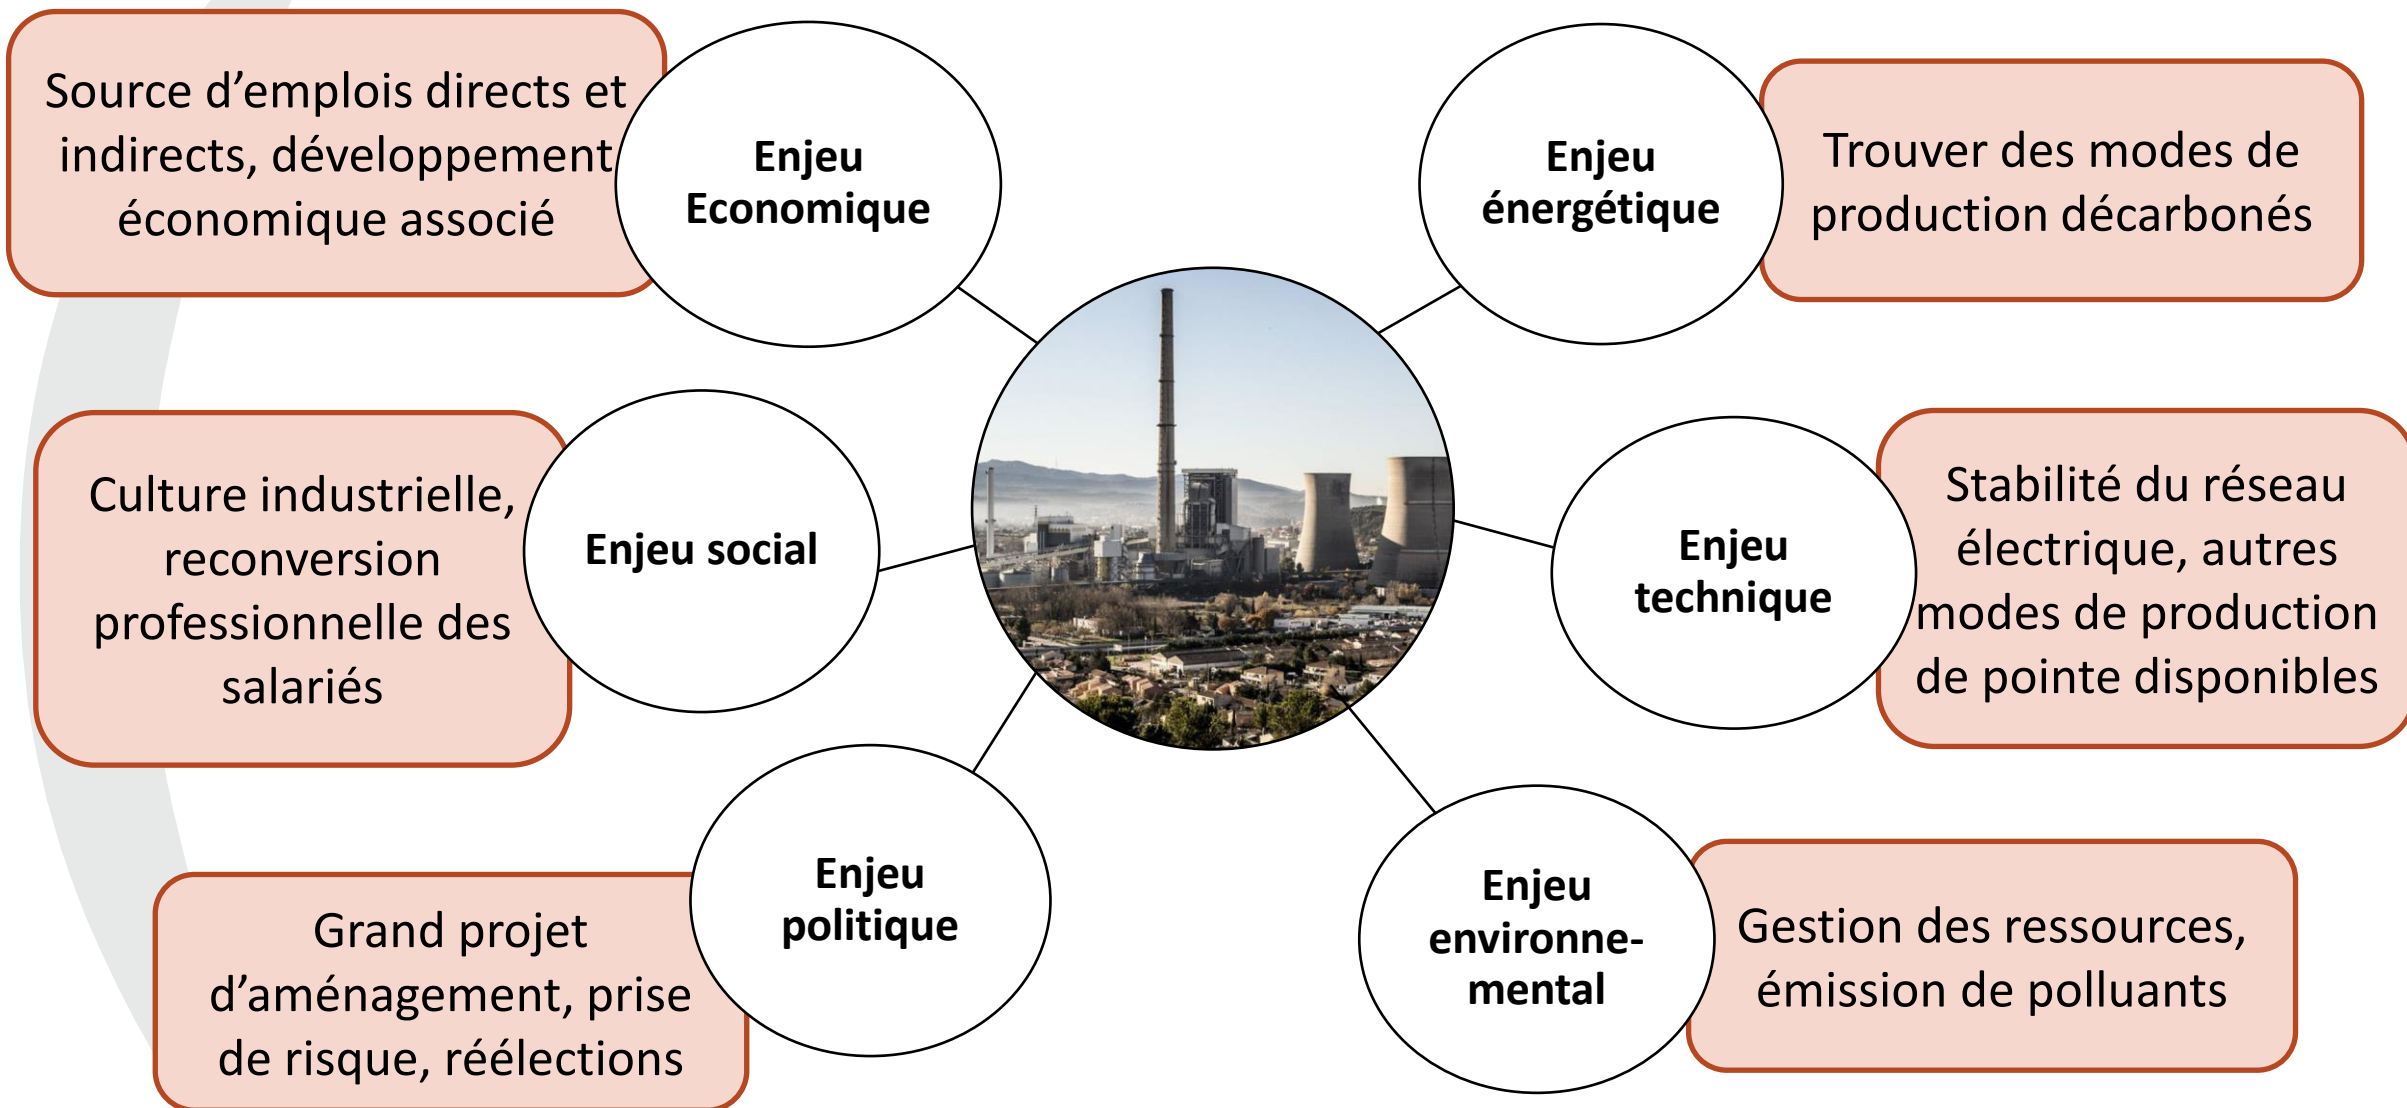 Source d’emplois directs et
indirects, développement
économique associé
Enjeu
Economique
Enjeu
énergétique
Trouver des modes de
production décarbonés
Culture industrielle,
reconversion
professionnelle des
salariés
Enjeu social
Enjeu
technique
Stabilité du réseau
électrique, autres
modes de production
de pointe disponibles
Grand projet
d’aménagement, prise
de risque, réélections
Enjeu
politique
Enjeu
environne-
mental
Gestion des ressources,
émission de polluants